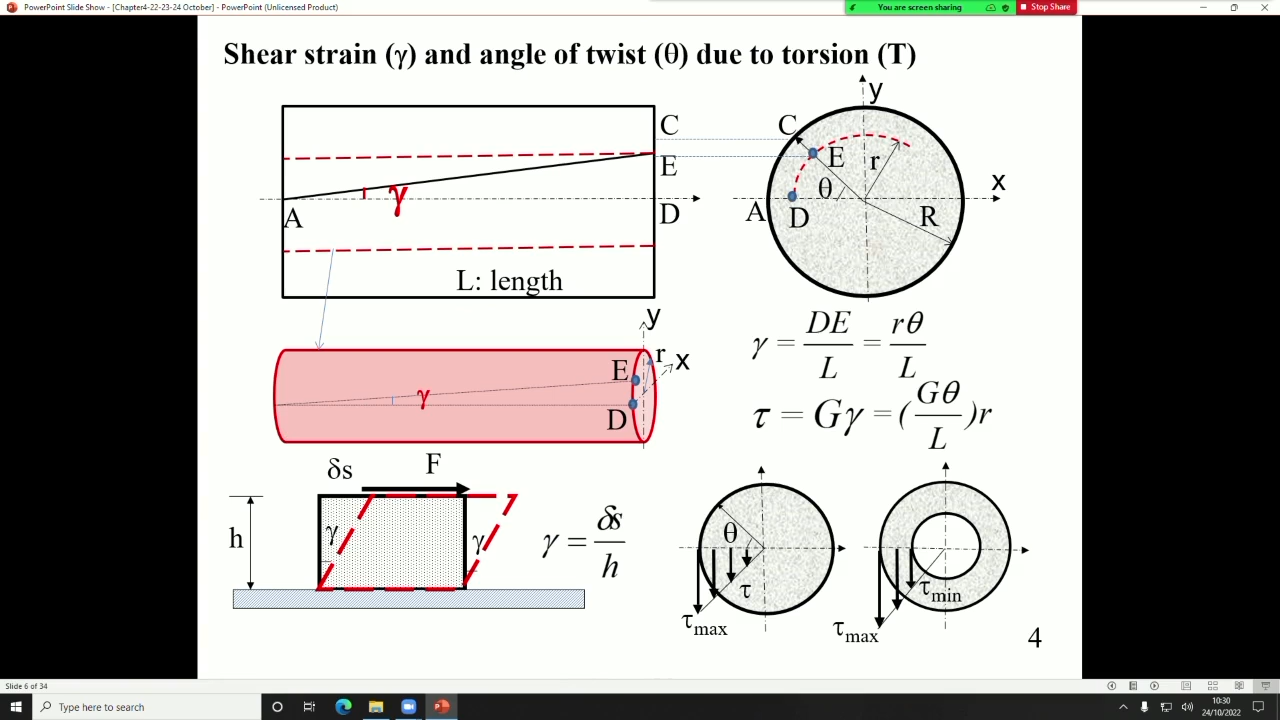 PowerPoint Slide Show - [Chapter4-22-23-24 October] - PowerPoint (Unlicensed Product)
You are screen sharing
Stop Share
Shear strain (γ) and angle of twist (θ) due to torsion (T)
C
E
D
A
γ
L: length
y
C
E
r
θ
x
A
D
R
y
r
x
E
γ
D
γ = DE/L = rθ/L
τ = Gγ = (Gθ/L)r
δs
F
h
γ
γ
γ = δs/h
θ
τ
τmax
τmin
τmax
4
Slide 6 of 34
Type here to search
10:30
24/10/2022